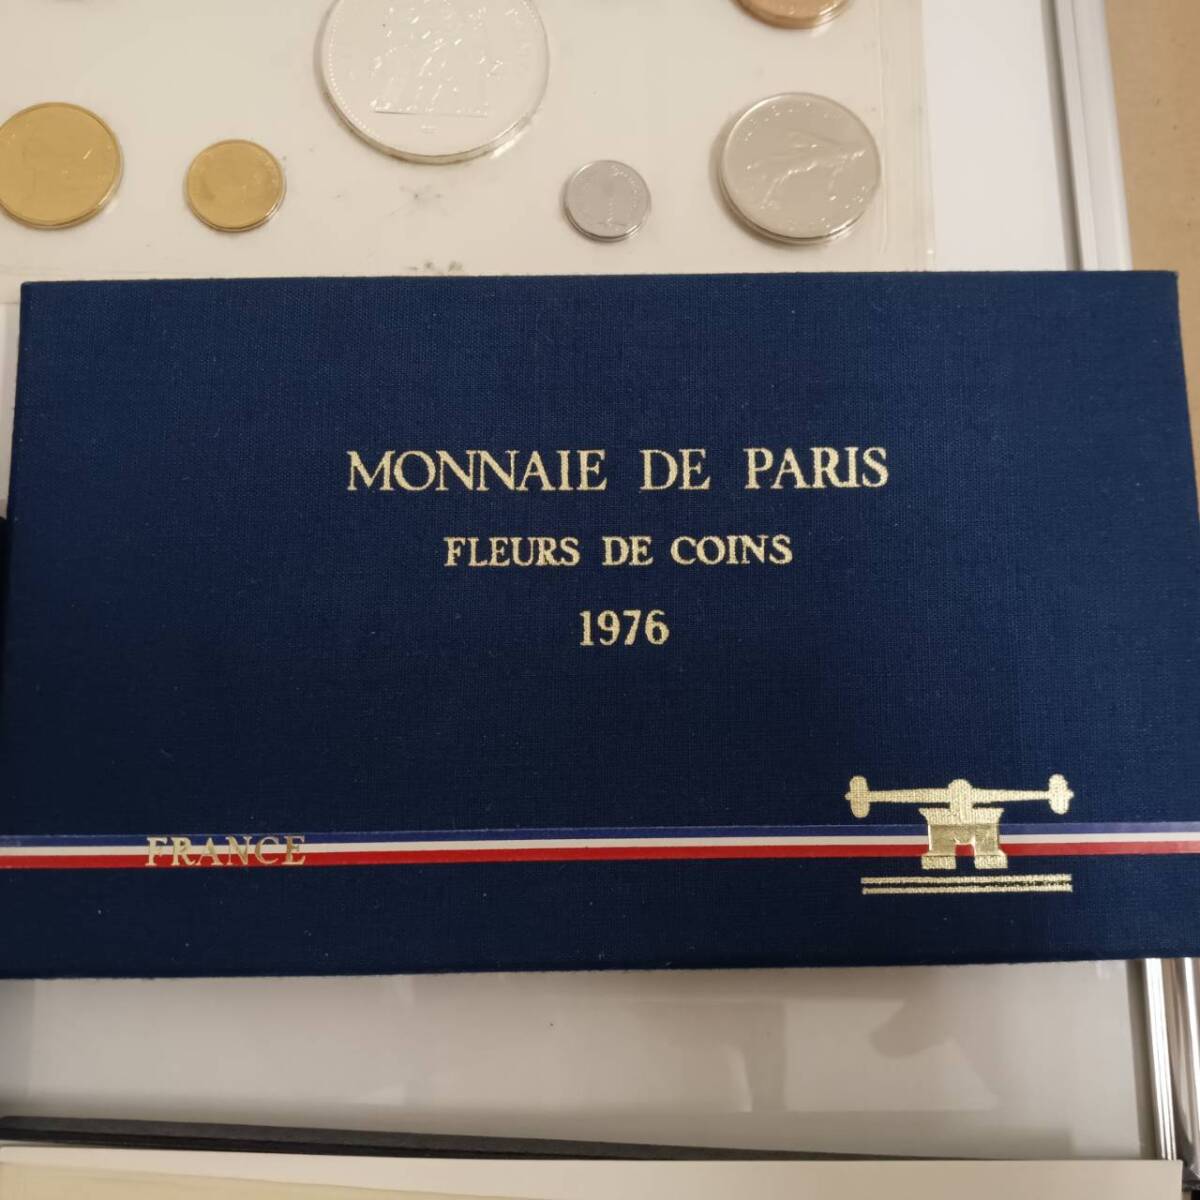 MONNAIE DE PARIS
FLEURS DE COINS
1976
FRANCE